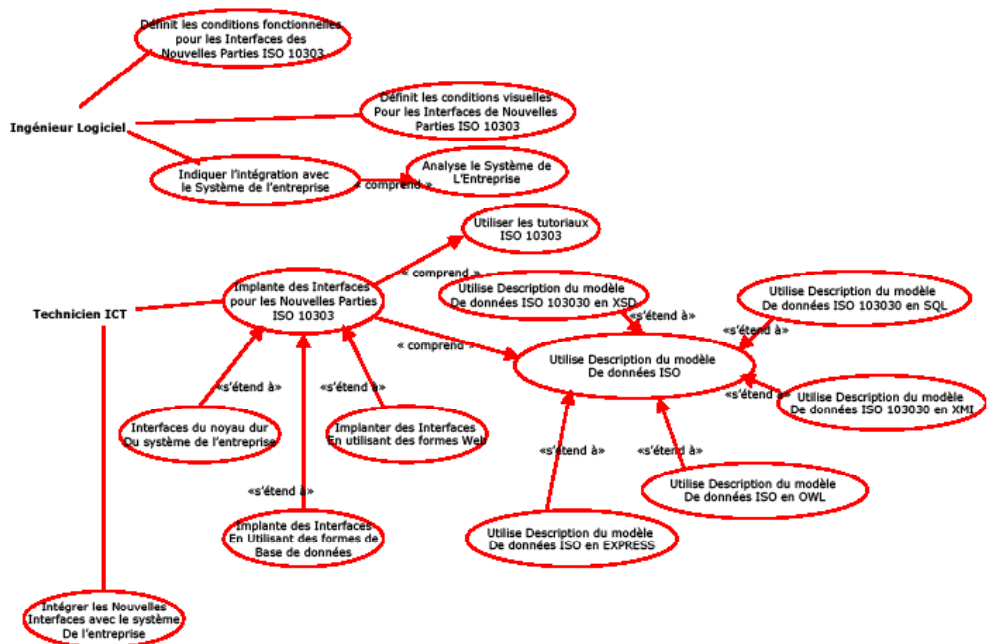 Définit les conditions fonctionnelles
pour les Interfaces des
Nouvelles Parties ISO 10303
Ingénieur Logiciel
Définit les conditions visuelles
Pour les Interfaces de Nouvelles
Parties ISO 10303
Indiquer l'intégration avec
le Système de l'entreprise
« comprend »
Analyse le Système de
L'Entreprise
Utiliser les tutoriaux
ISO 10303
« comprend »
Technicien ICT
Implante des Interfaces
pour les Nouvelles Parties
ISO 10303
Utilise Description du modèle
De données ISO 103030 en XSD
«s'étend à»
Utilise Description du modèle
De données ISO 103030 en SQL
«s'étend à»
« comprend »
Utilise Description du modèle
De données ISO
«s'étend à»
Utilise Description du modèle
De données ISO 103030 en XMI
«s'étend à»
«s'étend à»
Interfaces du noyau dur
Du système de l'entreprise
Implanter des Interfaces
En utilisant des formes Web
«s'étend à»
«s'étend à»
Utilise Description du modèle
De données ISO en OWL
«s'étend à»
Implante des Interfaces
En Utilisant des formes de
Base de données
Utilise Description du modèle
De données ISO en EXPRESS
Intégrer les Nouvelles
Interfaces avec le système
De l'entreprise